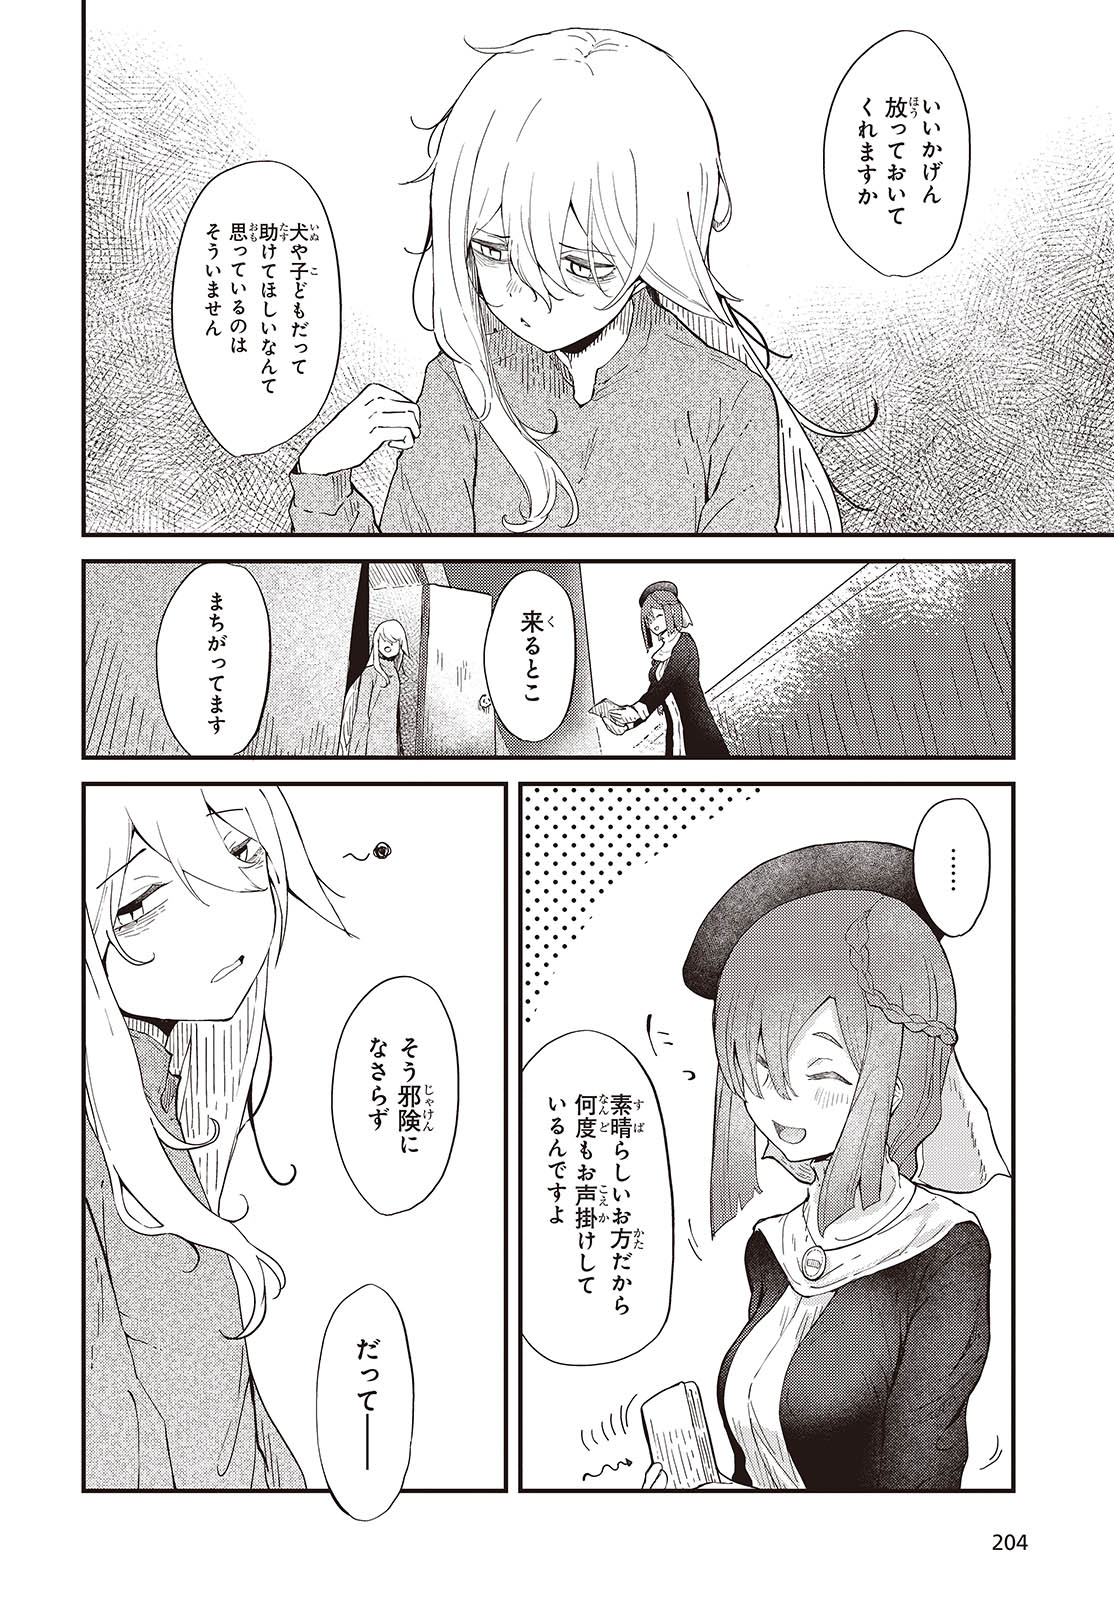 いいかげん
放っておいて
くれますか
犬や子どもだって
助けてほしいなんて
思っているのは
そういません
来るとこ
まちがってます
……
素晴らしいお方だから
何度もお声掛けして
いるんですよ
そう邪険に
なさらず
だって――
204